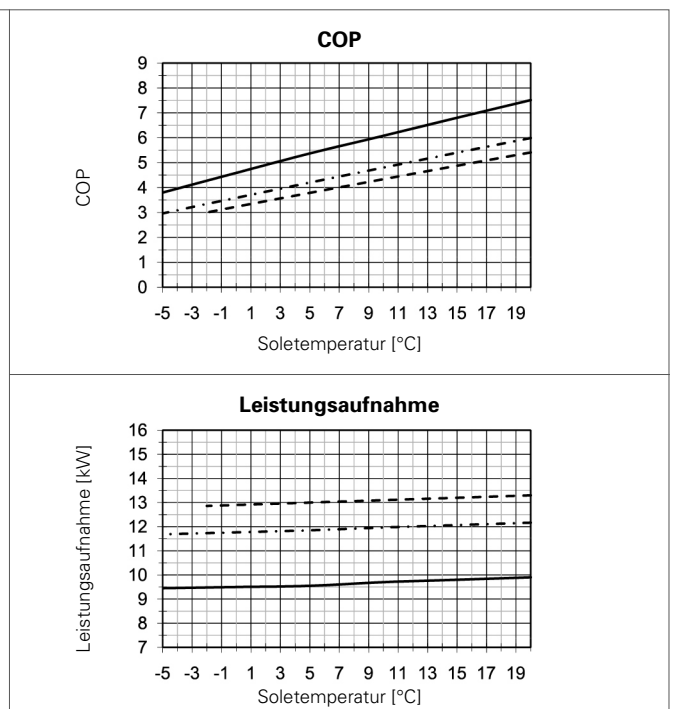 COP
9
8
7
6
5
4
3
2
1
0
COP
-5 -3 -1 1 3 5 7 9 11 13 15 17 19
Soletemperatur [°C]
Leistungsaufnahme
16
15
14
13
12
11
10
9
8
7
Leistungsaufnahme [kW]
-5 -3 -1 1 3 5 7 9 11 13 15 17 19
Soletemperatur [°C]